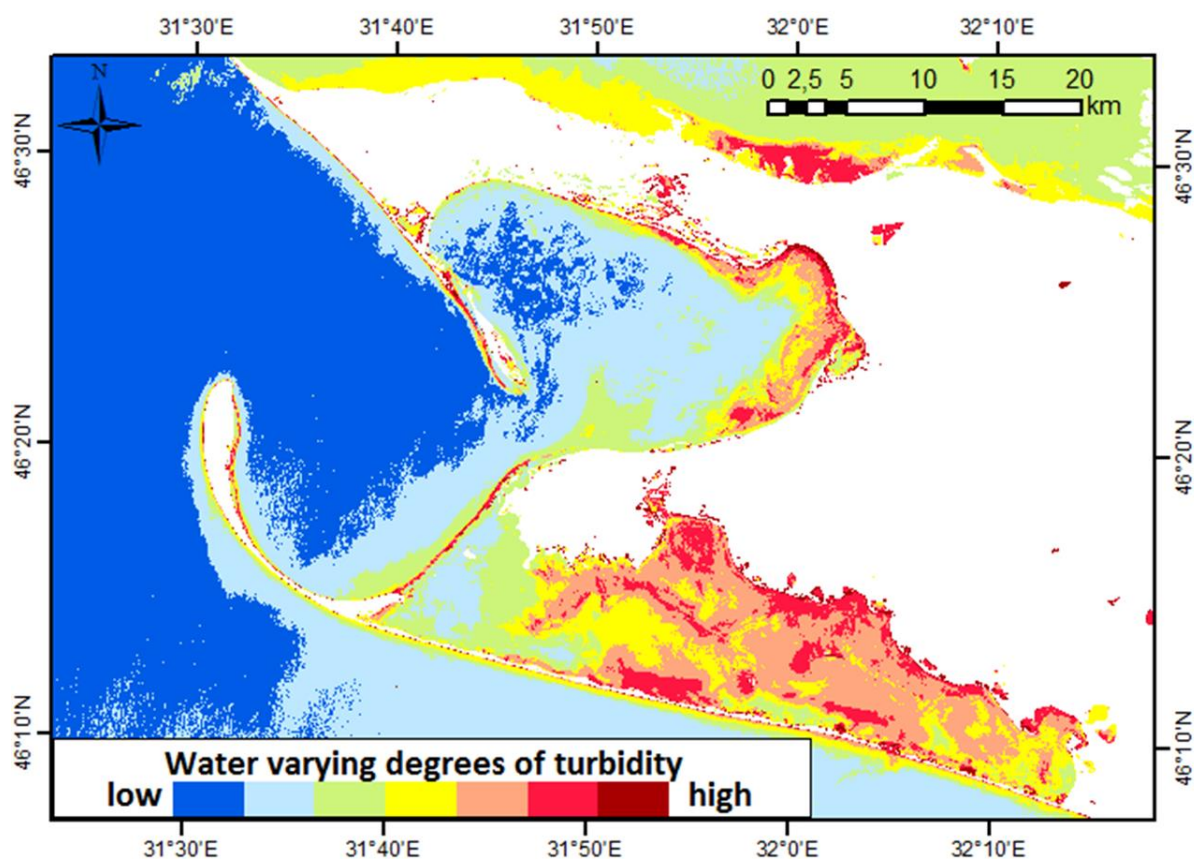 31°30'E 31°40'E 31°50'E 32°0'E 32°10'E
N
0 2,5 5 10 15 20
km
46°30'N 46°30'N
46°20'N 46°20'N
46°10'N 46°10'N
Water varying degrees of turbidity
low high
31°30'E 31°40'E 31°50'E 32°0'E 32°10'E